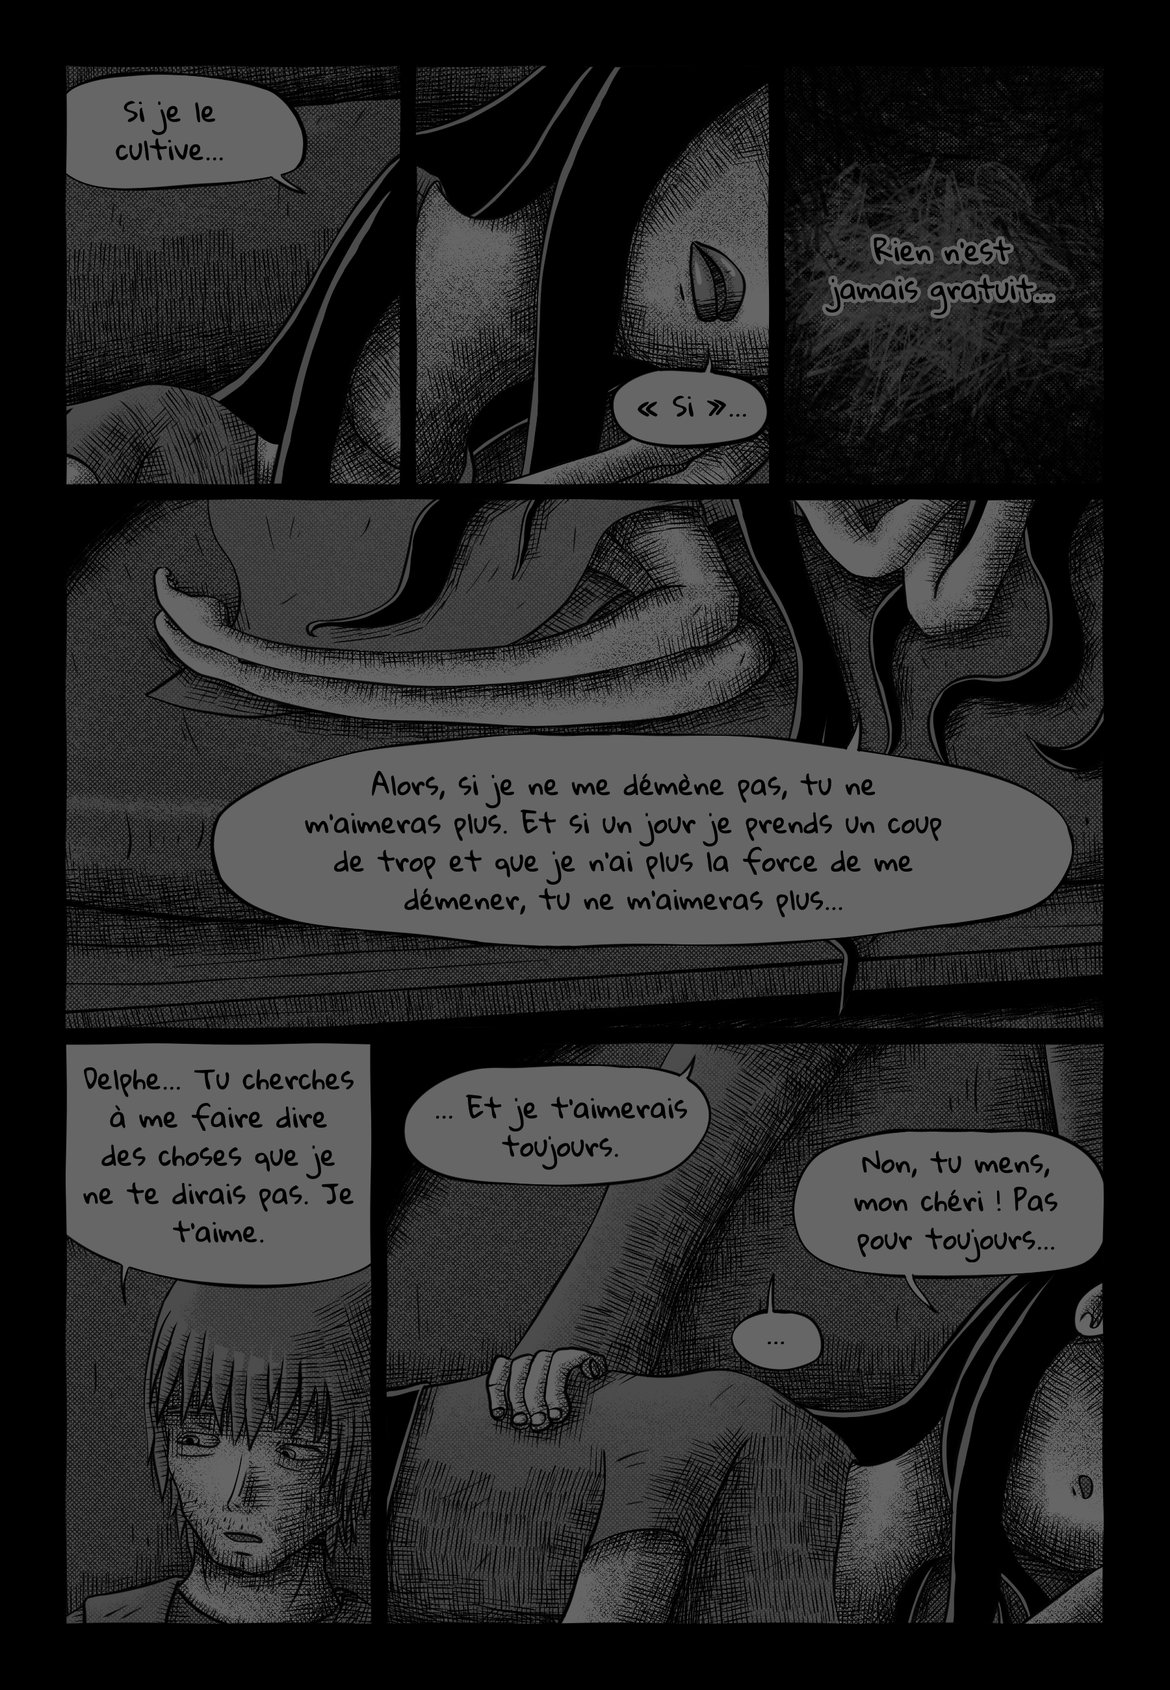 Si je le
cultive...
« Si »...
Rien n'est
jamais gratuit...
Alors, si je ne me démène pas, tu ne
m'aimeras plus. Et si un jour je prends un coup
de trop et que je n'ai plus la force de me
démener, tu ne m'aimeras plus...
Delphe... Tu cherches
à me faire dire
des choses que je
ne te dirais pas. Je
t'aime.
... Et je t'aimerais
toujours.
Non, tu mens,
mon chéri ! Pas
pour toujours...
...